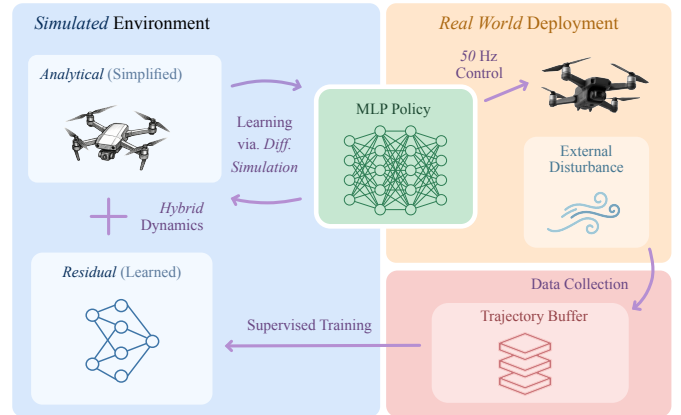 Simulated Environment
Real World Deployment
Analytical (Simplified)
50 Hz
Control
MLP Policy
Learning
via. Diff.
Simulation
External
Disturbance
Hybrid
Dynamics
Residual (Learned)
Data Collection
Supervised Training
Trajectory Buffer